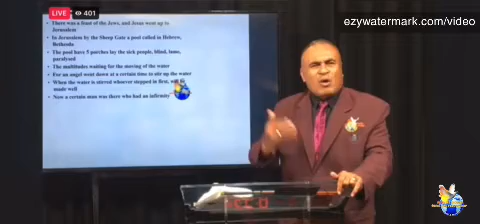 LIVE 401
ezywatermark.com/video
• There was a feast of the Jews, and Jesus went up to
Jerusalem
• In Jerusalem by the Sheep Gate a pool called in Hebrew,
Bethesda
• The pool have 5 porches lay the sick people, blind, lame,
paralyzed
• The multitudes waiting for the moving of the water
• For an angel went down at a certain time to stir up the water
• When the water is stirred whoever stepped in first, will be
made well
• Now a certain man was there who had an infirmity